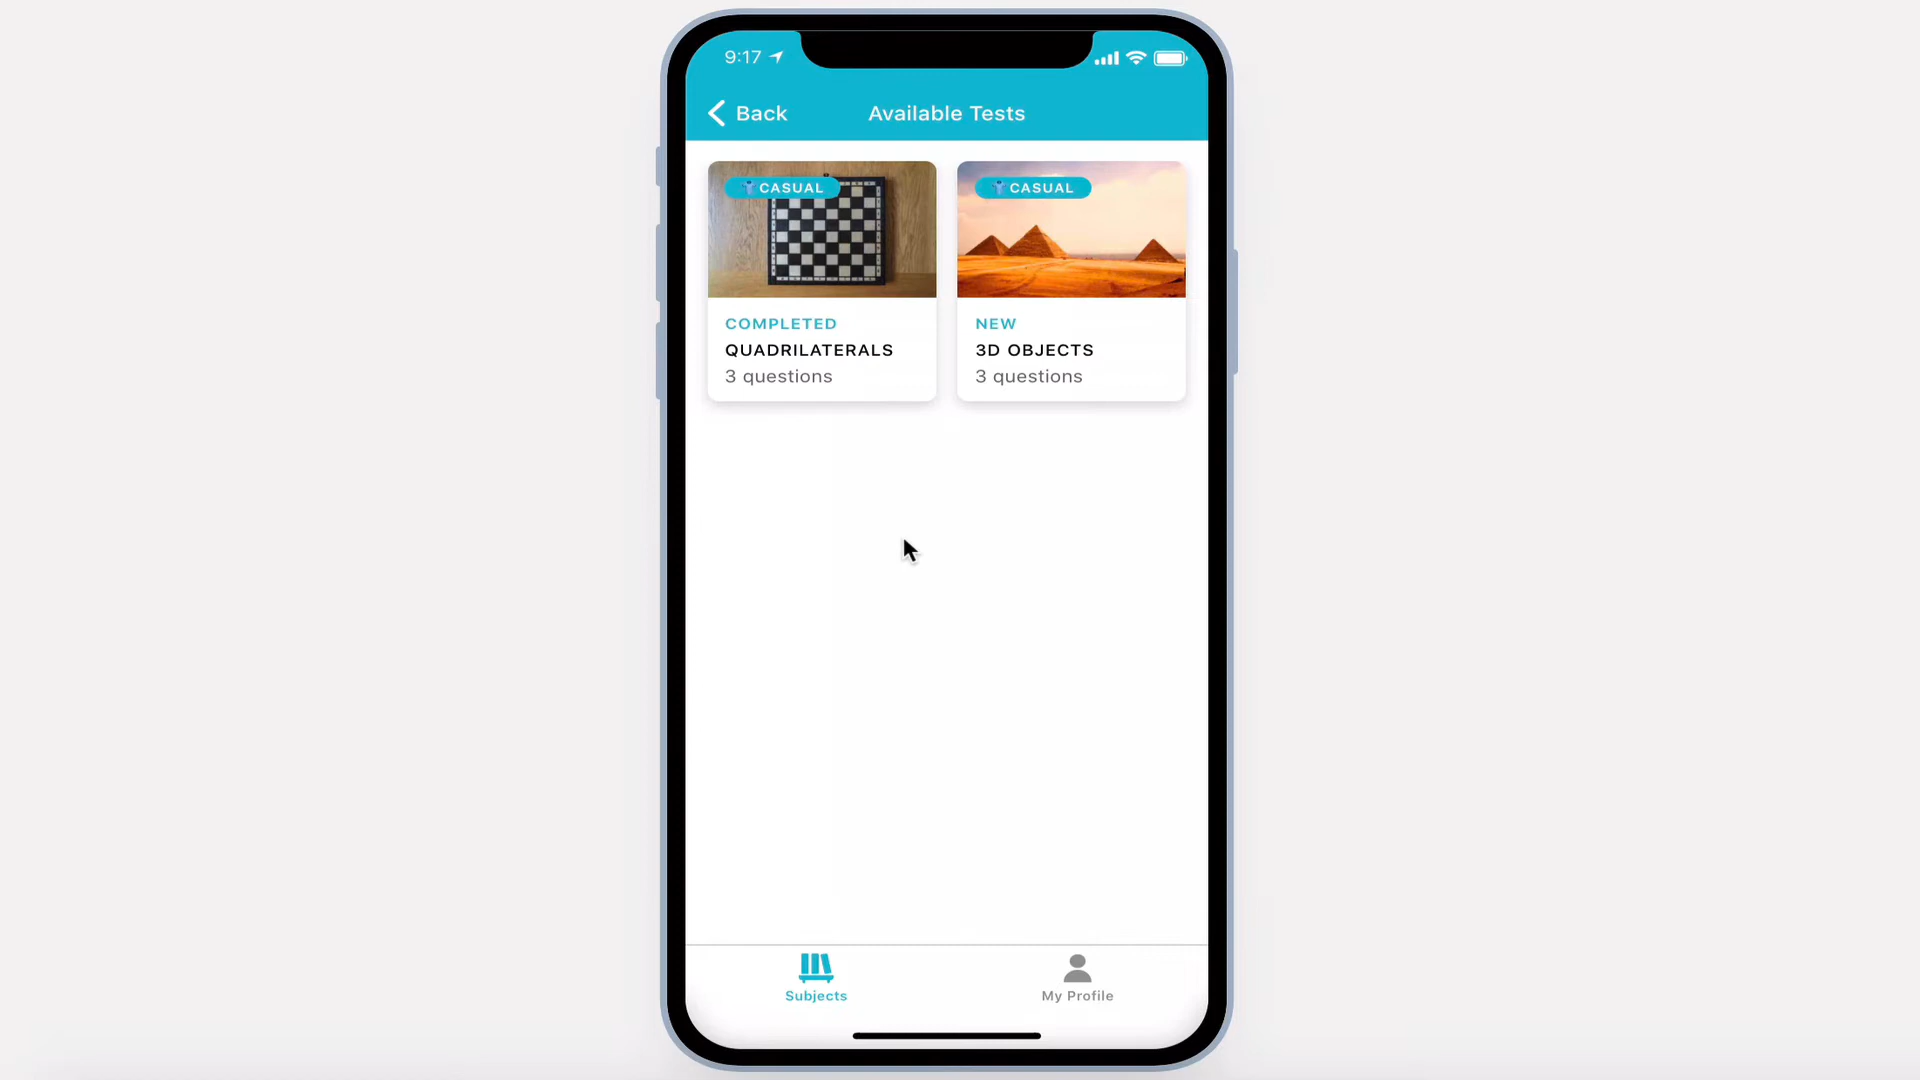 9:17
Back
Available Tests
CASUAL
CASUAL
COMPLETED
QUADRILATERALS
3 questions
NEW
3D OBJECTS
3 questions
Subjects
My Profile